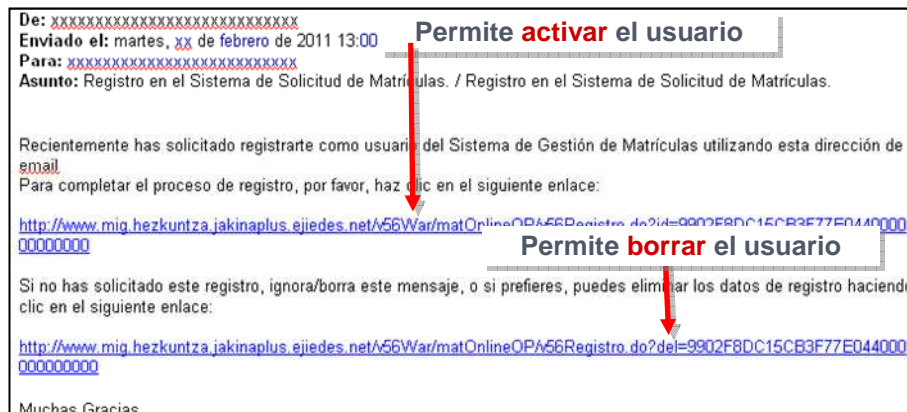 De: xxxxxxxxxxxxxxxxxxxxxxxxxxxx
Enviado el: martes, xx de febrero de 2011 13:00
Permite activar el usuario
Para: xxxxxxxxxxxxxxxxxxxxxxxxxx
Asunto: Registro en el Sistema de Solicitud de Matrículas. / Registro en el Sistema de Solicitud de Matrículas.
Recientemente has solicitado registrarte como usuario del Sistema de Gestión de Matrículas utilizando esta dirección de
email
Para completar el proceso de registro, por favor, haz clic en el siguiente enlace:
http://www.mig.hezkuntza.jakinaplus.ejiedes.net/v56War/matOnlineOP/v56Registro.do?id=9902F8DC15CB3F77E0440000
00000000
Permite borrar el usuario
Si no has solicitado este registro, ignora/borra este mensaje, o si prefieres, puedes eliminar los datos de registro haciendo
clic en el siguiente enlace:
http://www.mig.hezkuntza.jakinaplus.ejiedes.net/v56War/matOnlineOP/v56Registro.do?del=9902F8DC15CB3F77E044000
000000000
Muchas Gracias